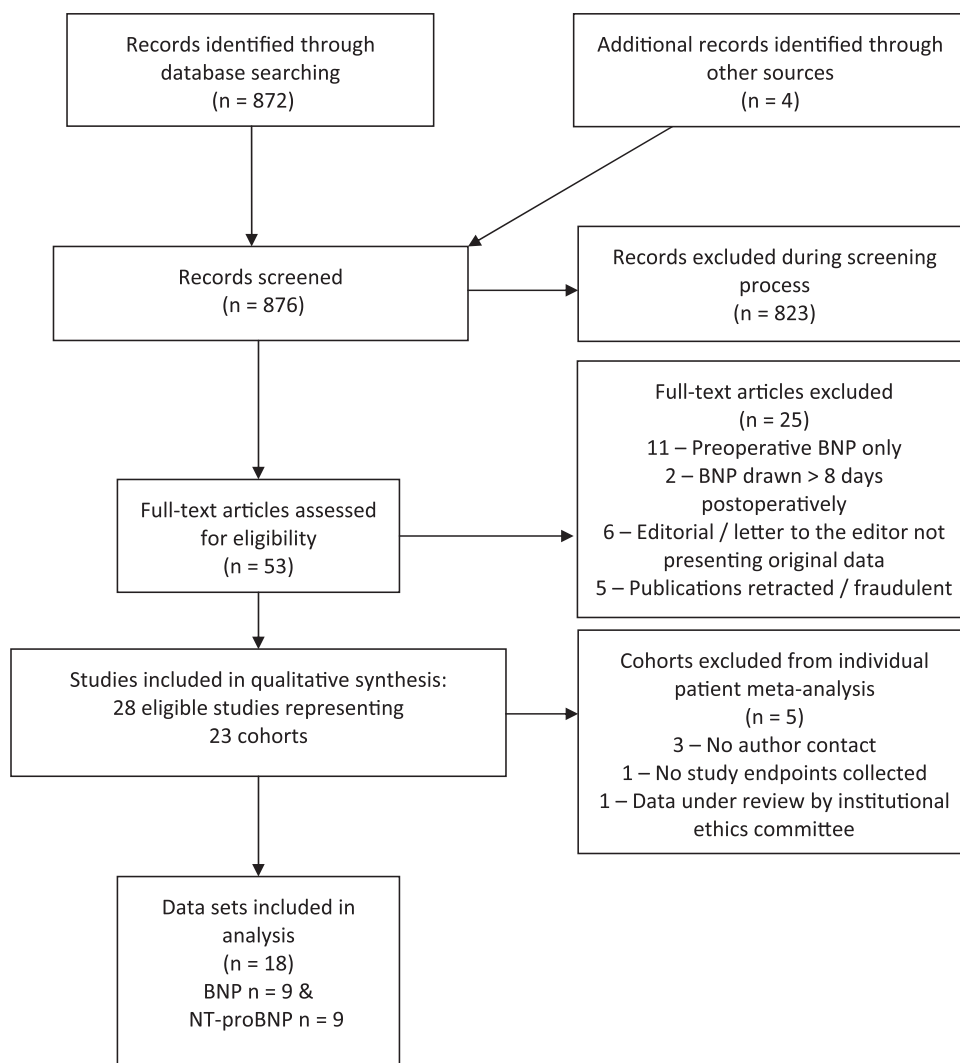 Records identified through
database searching
(n = 872)
Additional records identified through
other sources
(n = 4)
Records screened
(n = 876)
Records excluded during screening
process
(n = 823)
Full-text articles assessed
for eligibility
(n = 53)
Full-text articles excluded
(n = 25)
11 – Preoperative BNP only
2 – BNP drawn > 8 days
postoperatively
6 – Editorial / letter to the editor not
presenting original data
5 – Publications retracted / fraudulent
Studies included in qualitative synthesis:
28 eligible studies representing
23 cohorts
Cohorts excluded from individual
patient meta-analysis
(n = 5)
3 – No author contact
1 – No study endpoints collected
1 – Data under review by institutional
ethics committee
Data sets included in
analysis
(n = 18)
BNP n = 9 &
NT-proBNP n = 9